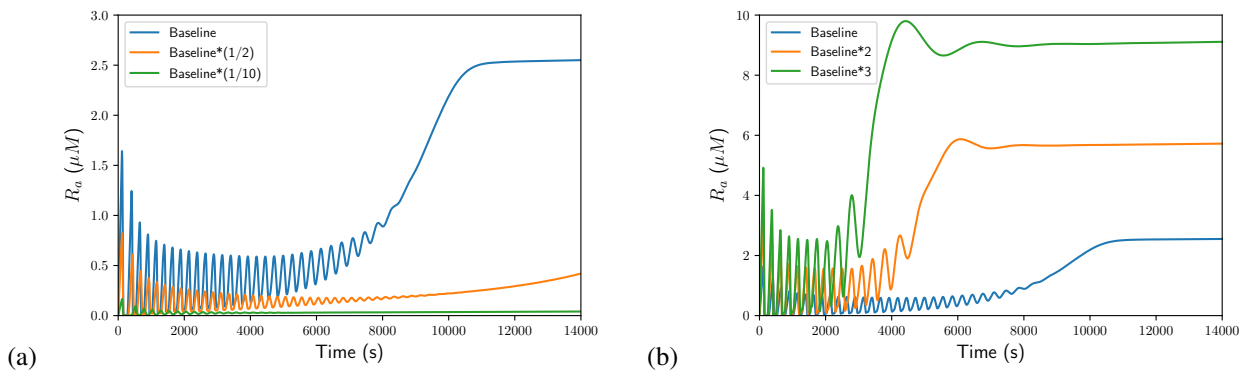 3.0
2.5
2.0
1.5
1.0
0.5
0.0
R_a (μM)
Baseline
Baseline*(1/2)
Baseline*(1/10)
0 2000 4000 6000 8000 10000 12000 14000
Time (s)
(a)
10
8
6
4
2
0
R_a (μM)
Baseline
Baseline*2
Baseline*3
0 2000 4000 6000 8000 10000 12000 14000
Time (s)
(b)